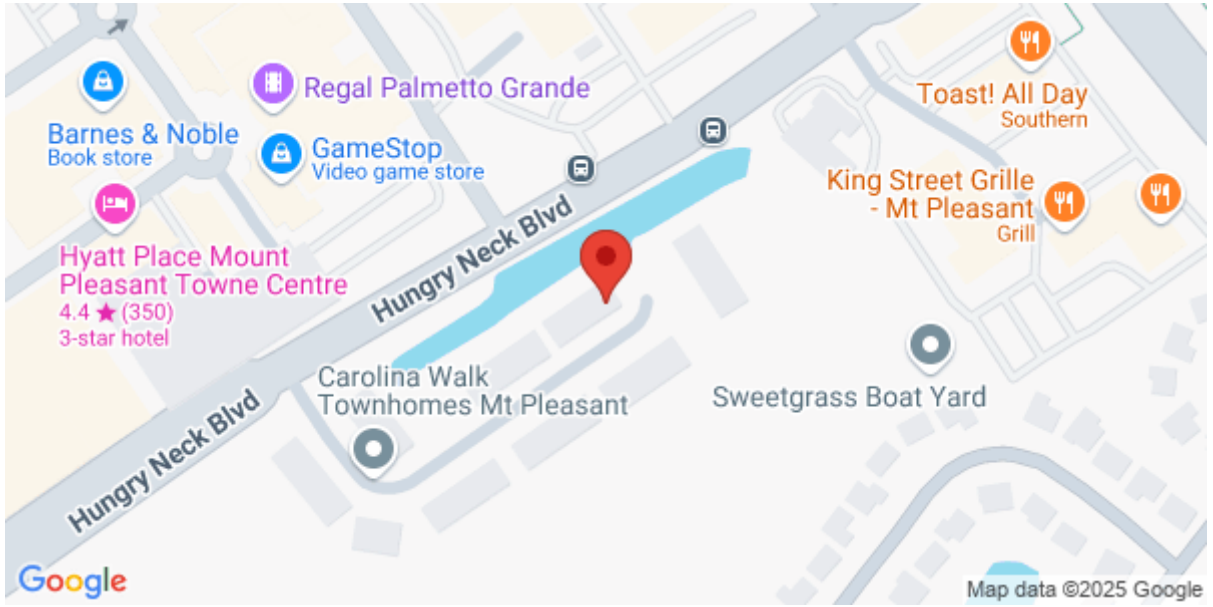 Regal Palmetto Grande
Barnes & Noble
Book store
GameStop
Video game store
Toast! All Day
Southern
King Street Grille
- Mt Pleasant
Grill
Hyatt Place Mount
Pleasant Towne Centre
4.4 ★ (350)
3-star hotel
Hungry Neck Blvd
Carolina Walk
Townhomes Mt Pleasant
Sweetgrass Boat Yard
Hungry Neck Blvd
Google
Map data ©2025 Google